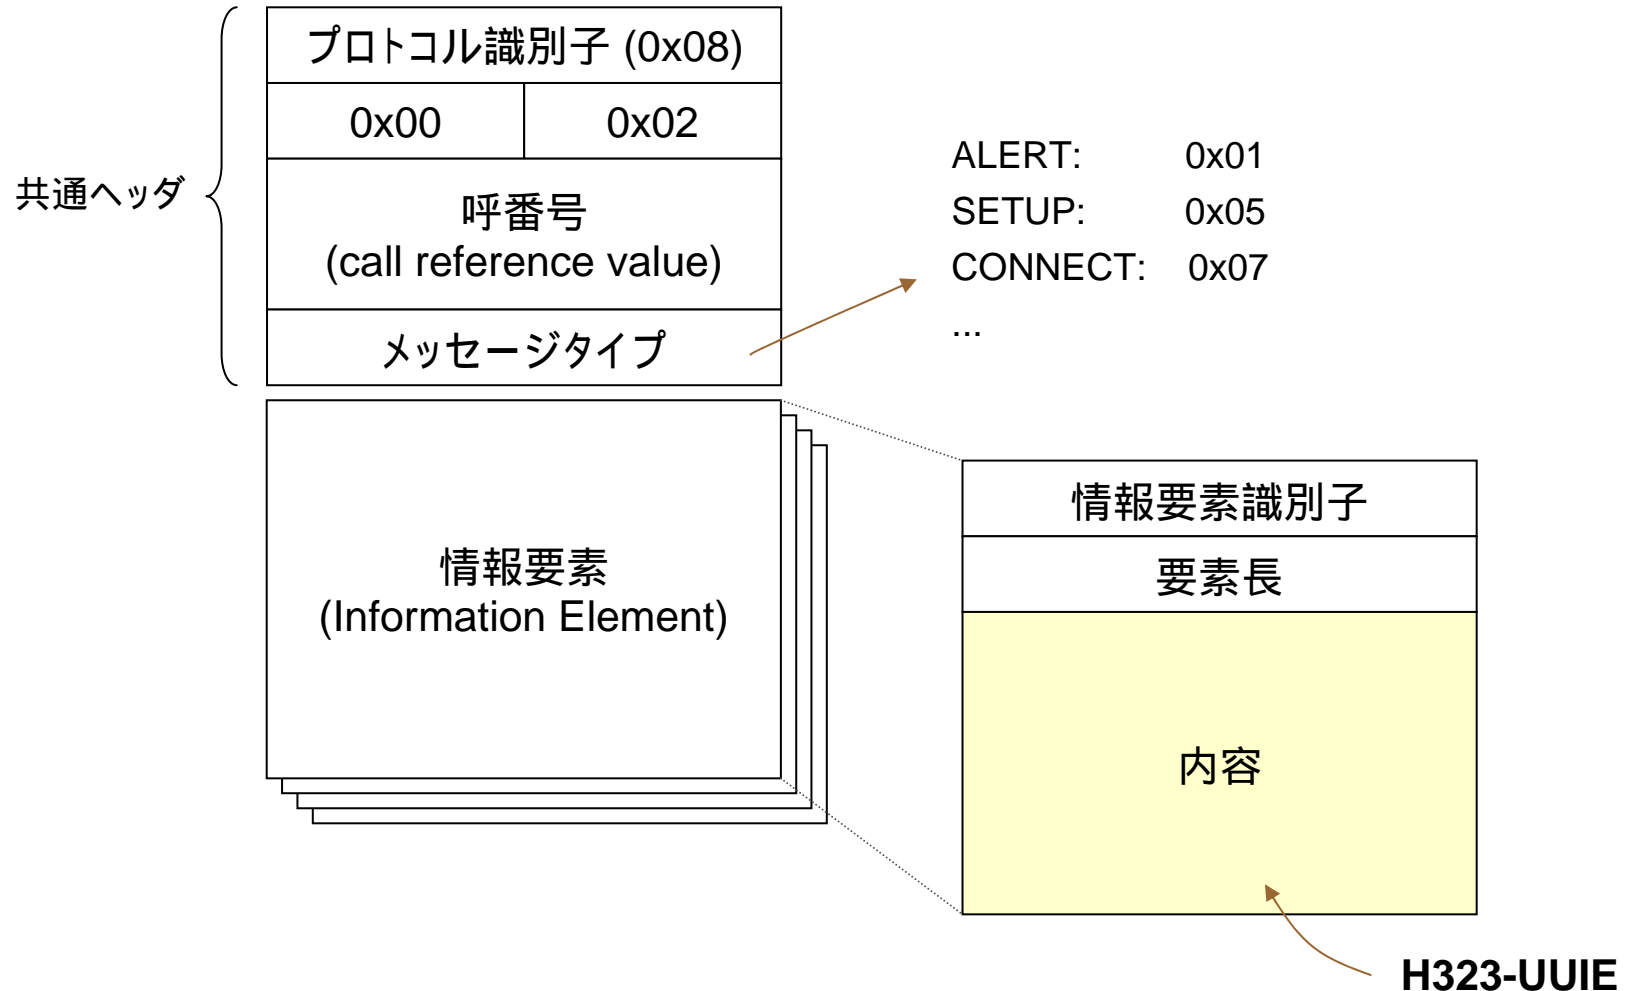 プロトコル識別子 (0x08)
0x00 0x02
共通ヘッダ
呼番号
(call reference value)
メッセージタイプ
ALERT: 0x01
SETUP: 0x05
CONNECT: 0x07
...
情報要素
(Information Element)
情報要素識別子
要素長
内容
H323-UUIE